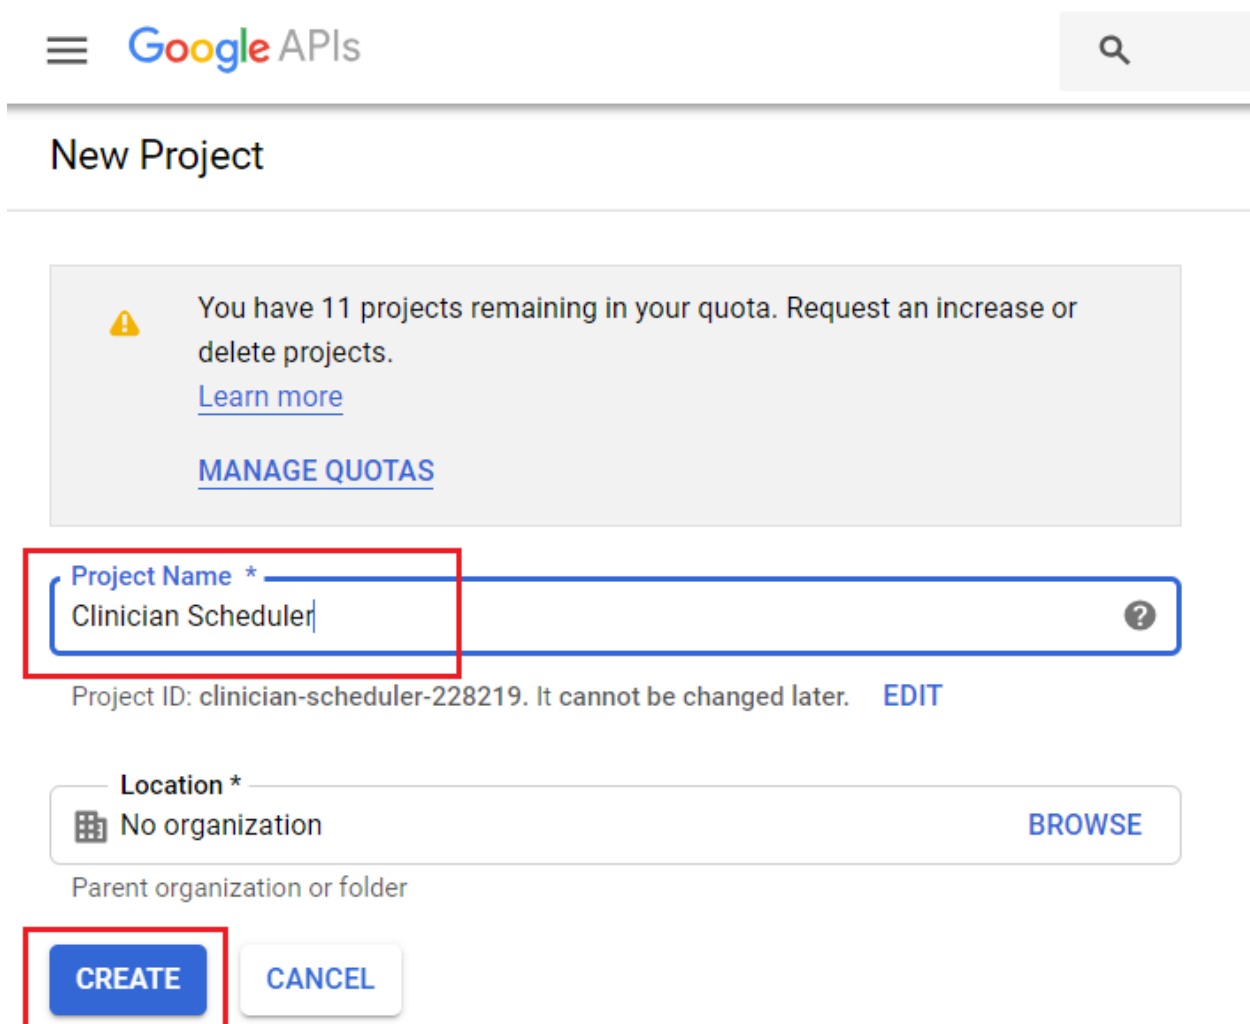 Google APIs
New Project
You have 11 projects remaining in your quota. Request an increase or
delete projects.
Learn more
MANAGE QUOTAS
Project Name *
Clinician Scheduler
Project ID: clinician-scheduler-228219. It cannot be changed later. EDIT
Location *
No organization BROWSE
Parent organization or folder
CREATE CANCEL